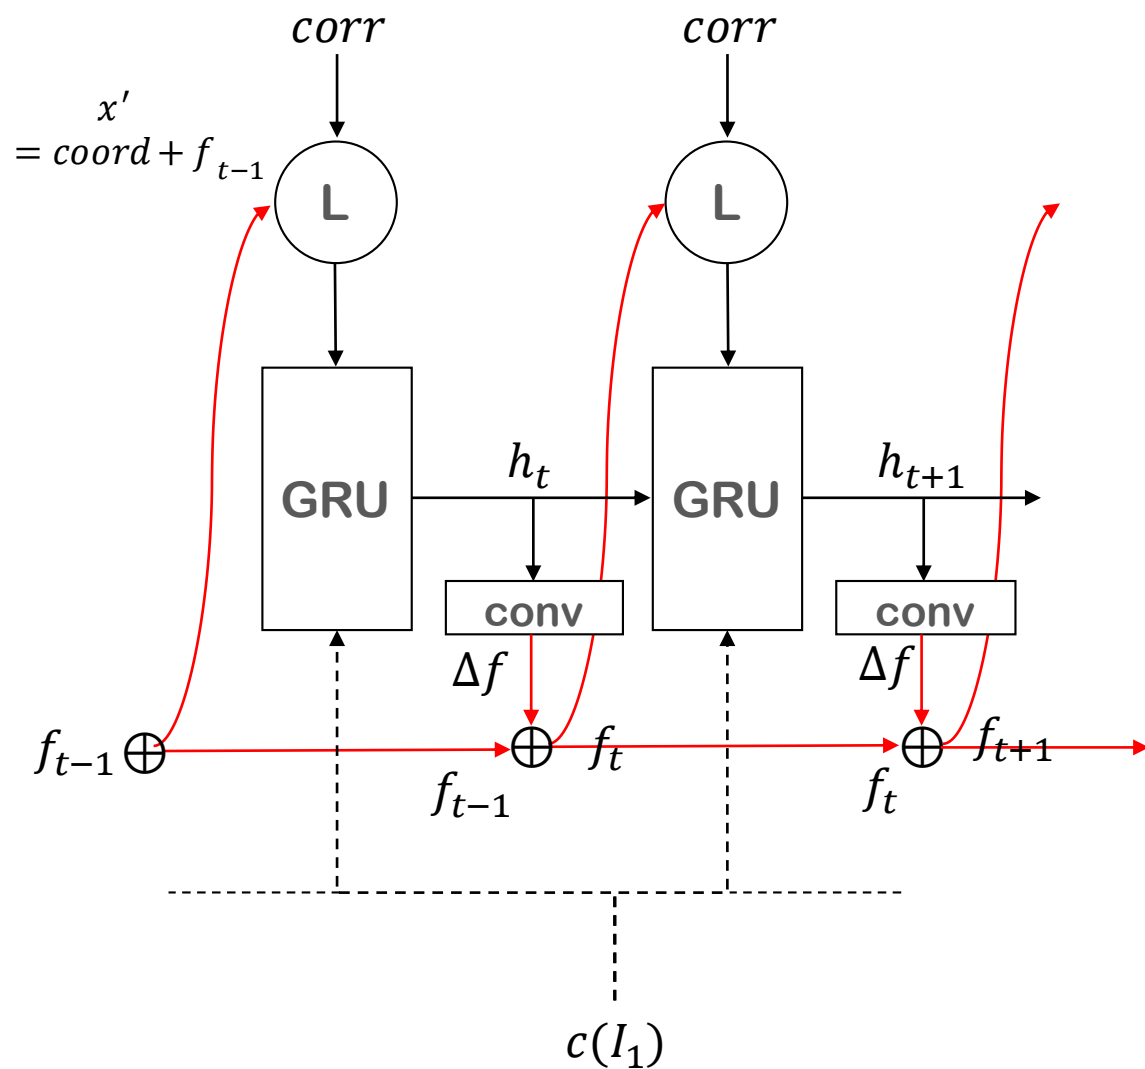 corr corr
x′
= coord + f_{t−1}
L L
h_t h_{t+1}
GRU GRU
conv conv
Δf Δf
f_{t−1} f_t f_{t+1}
f_{t−1} f_t
c(I_1)